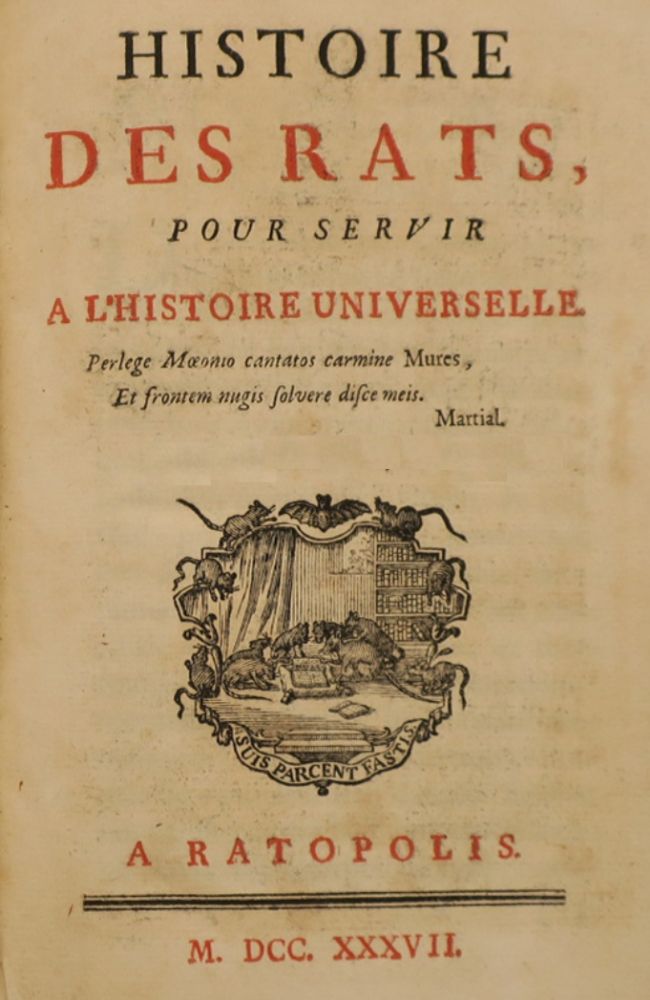 HISTOIRE
DES RATS,
POUR SERVIR
A L'HISTOIRE UNIVERSELLE.
Perlege Mœonio cantatos carmine Mures,
Et frontem nugis ſolvere diſce meis.
Martial.
SUIS PARCENT FASTIS.
A RATOPOLIS.
M. DCC. XXXVII.